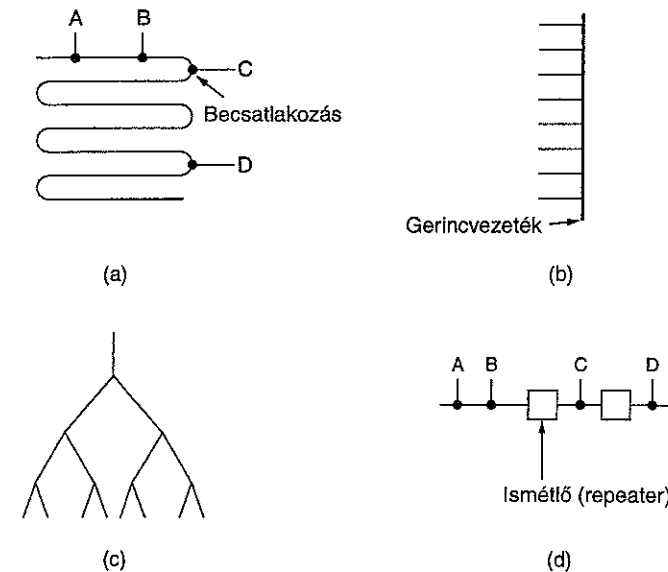 A
B
C
Becsatlakozás
D
(a)
Gerincvezeték
(b)
(c)
A B C D
Ismétlő (repeater)
(d)